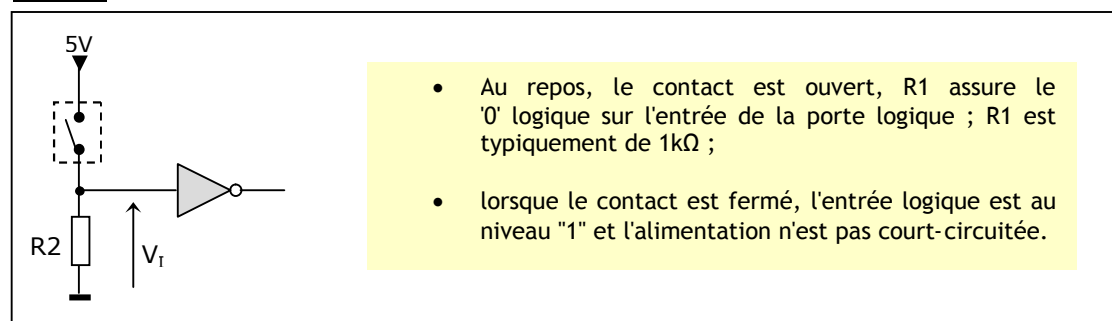 5V
R2
VI
• Au repos, le contact est ouvert, R1 assure le
'0' logique sur l'entrée de la porte logique ; R1 est
typiquement de 1kΩ ;
• lorsque le contact est fermé, l'entrée logique est au
niveau "1" et l'alimentation n'est pas court-circuitée.